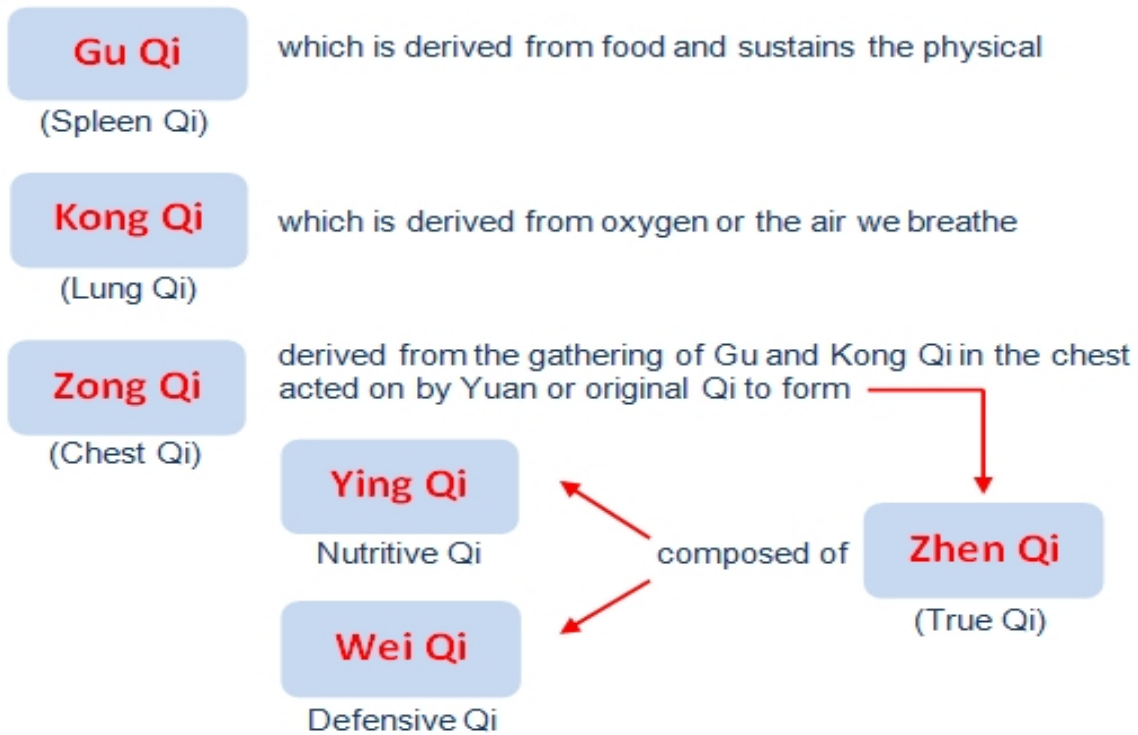 Gu Qi
which is derived from food and sustains the physical
(Spleen Qi)
Kong Qi
which is derived from oxygen or the air we breathe
(Lung Qi)
Zong Qi
derived from the gathering of Gu and Kong Qi in the chest
acted on by Yuan or original Qi to form
(Chest Qi)
Ying Qi
Nutritive Qi
composed of
Zhen Qi
(True Qi)
Wei Qi
Defensive Qi